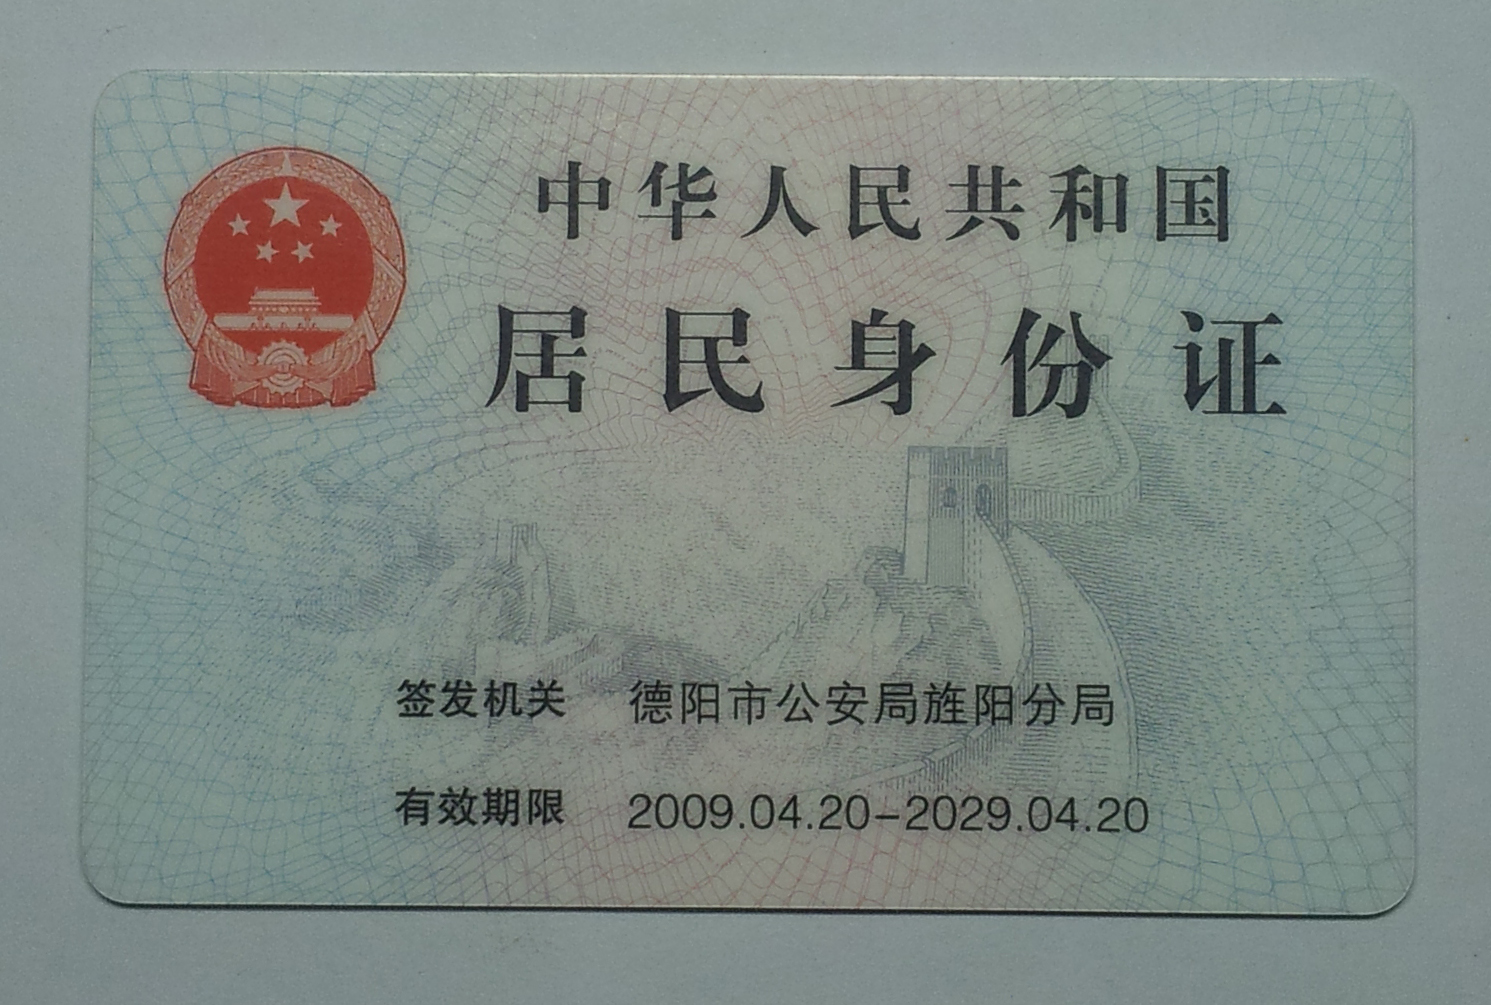 中华人民共和国
居民身份证
签发机关 德阳市公安局旌阳分局
有效期限 2009.04.20-2029.04.20